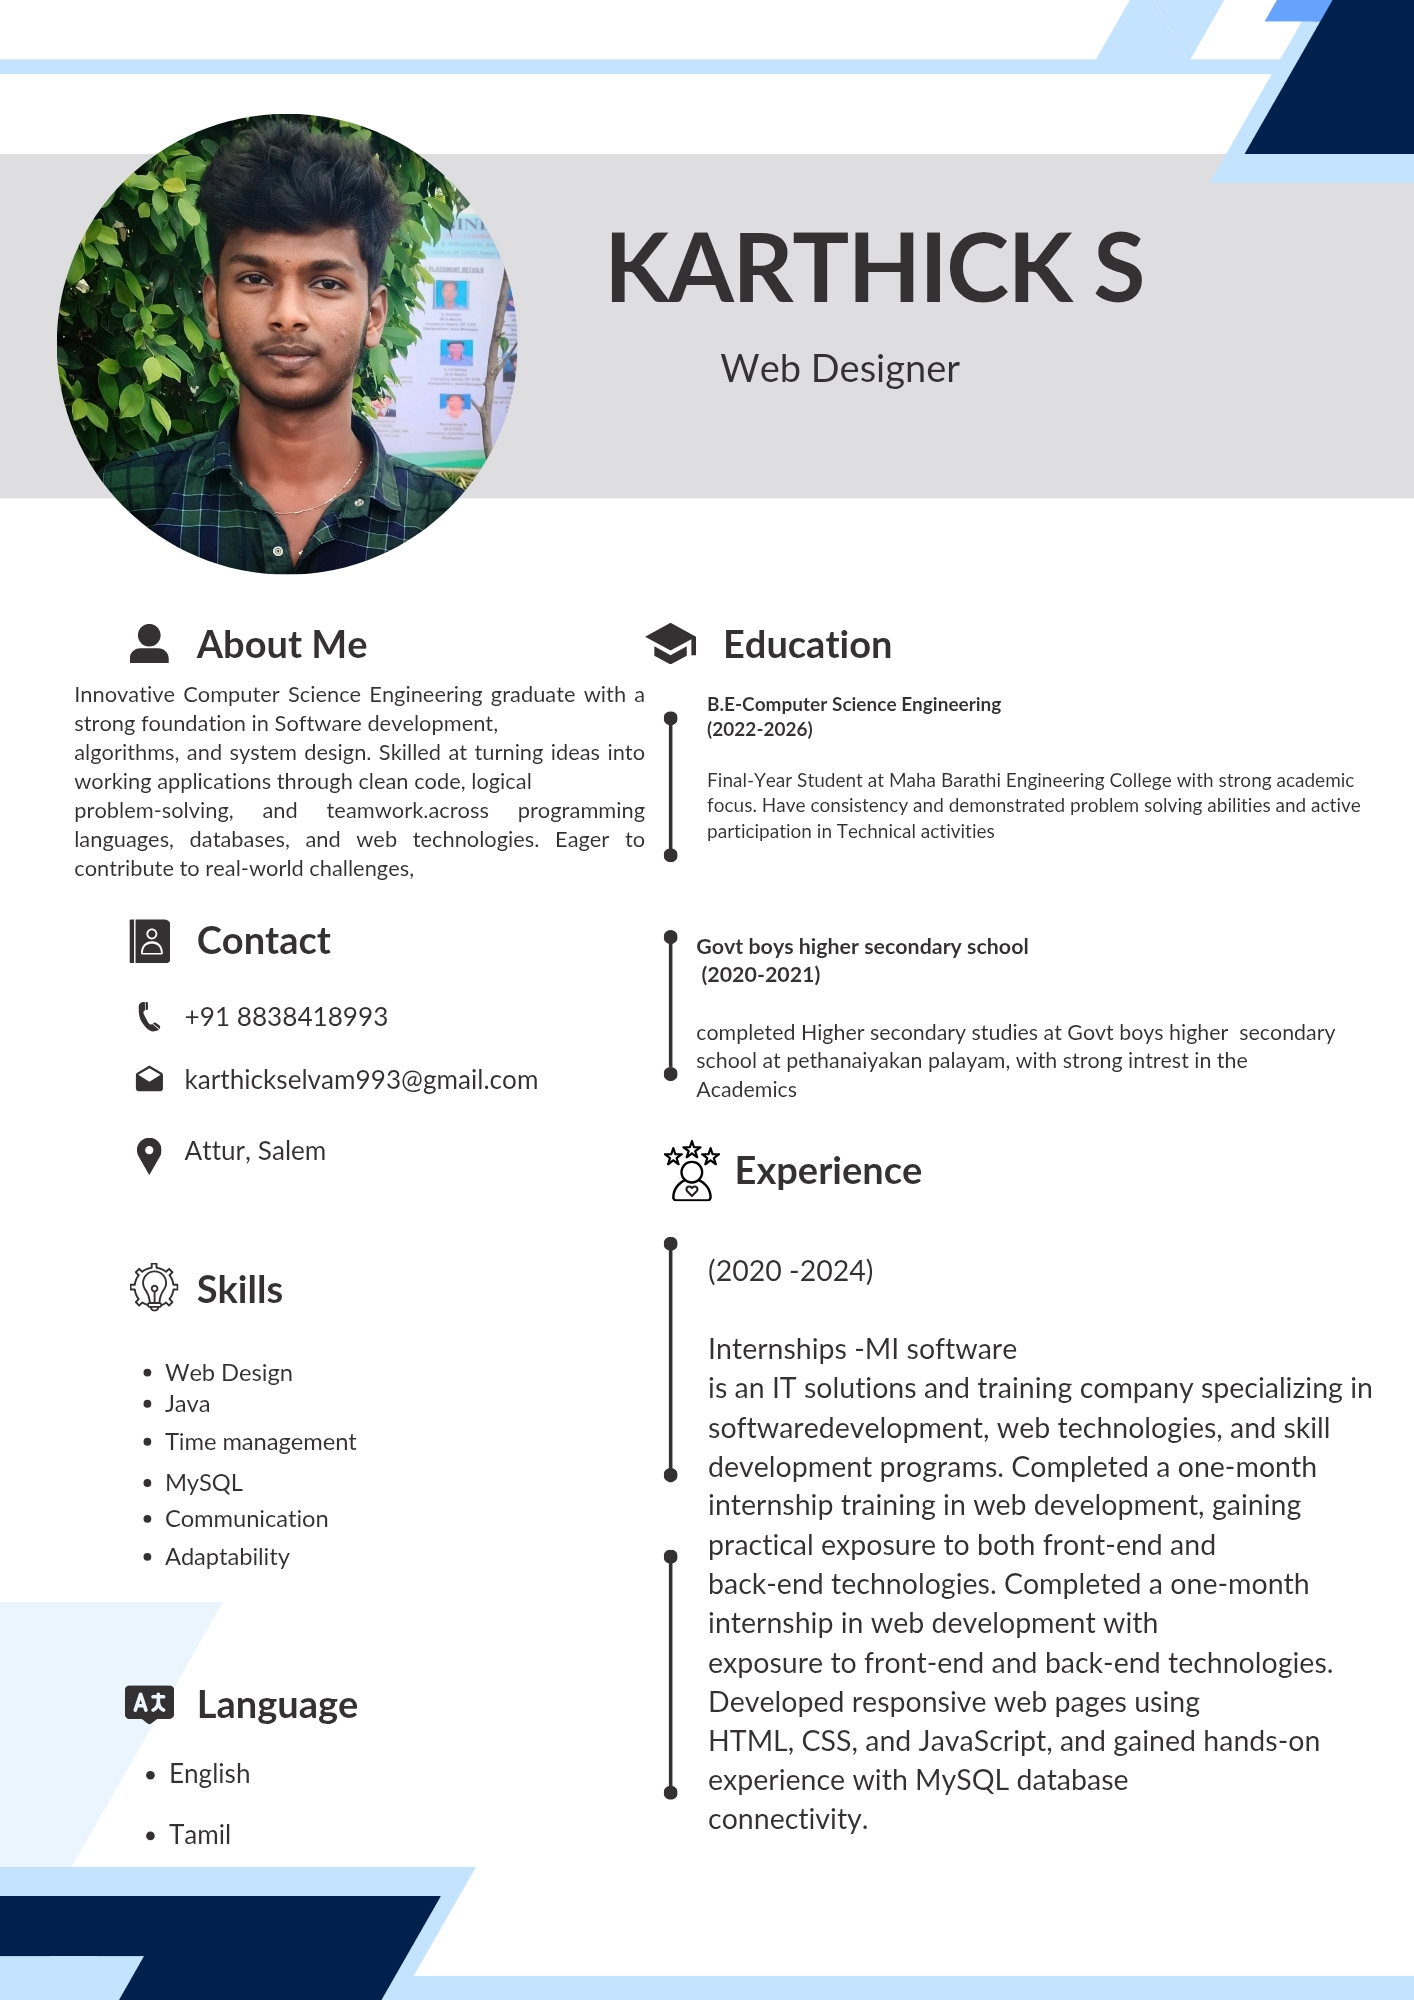 KARTHICK S
Web Designer
About Me
Innovative Computer Science Engineering graduate with a
strong foundation in Software development,
algorithms, and system design. Skilled at turning ideas into
working applications through clean code, logical
problem-solving, and teamwork.across programming
languages, databases, and web technologies. Eager to
contribute to real-world challenges,
Contact
+91 8838418993
karthickselvam993@gmail.com
Attur, Salem
Skills
• Web Design
• Java
• Time management
• MySQL
• Communication
• Adaptability
Language
• English
• Tamil
Education
B.E-Computer Science Engineering
(2022-2026)
Final-Year Student at Maha Barathi Engineering College with strong academic
focus. Have consistency and demonstrated problem solving abilities and active
participation in Technical activities
Govt boys higher secondary school
(2020-2021)
completed Higher secondary studies at Govt boys higher  secondary
school at pethanaiyakan palayam, with strong intrest in the
Academics
Experience
(2020 -2024)
Internships -MI software
is an IT solutions and training company specializing in
softwaredevelopment, web technologies, and skill
development programs. Completed a one-month
internship training in web development, gaining
practical exposure to both front-end and
back-end technologies. Completed a one-month
internship in web development with
exposure to front-end and back-end technologies.
Developed responsive web pages using
HTML, CSS, and JavaScript, and gained hands-on
experience with MySQL database
connectivity.
PLACEMENT DETAILS